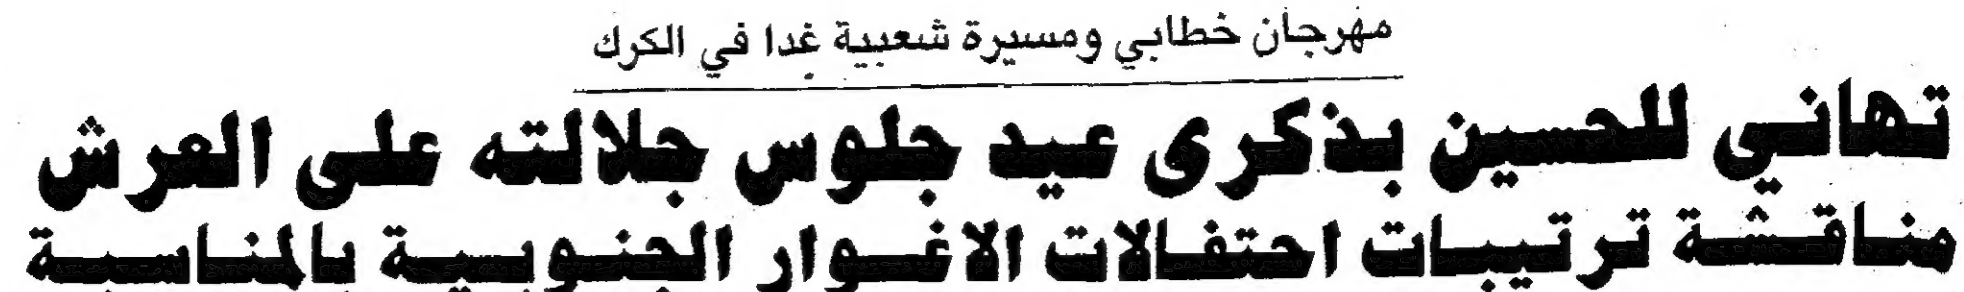 مهرجان خطابي ومسيرة شعبية غدا في الكرك
تهاني للحسين بذكرى عيد جلوس جلالته على العرش
مناقشة ترتيبات احتفالات الاغوار الجنوبية بالمناسبة